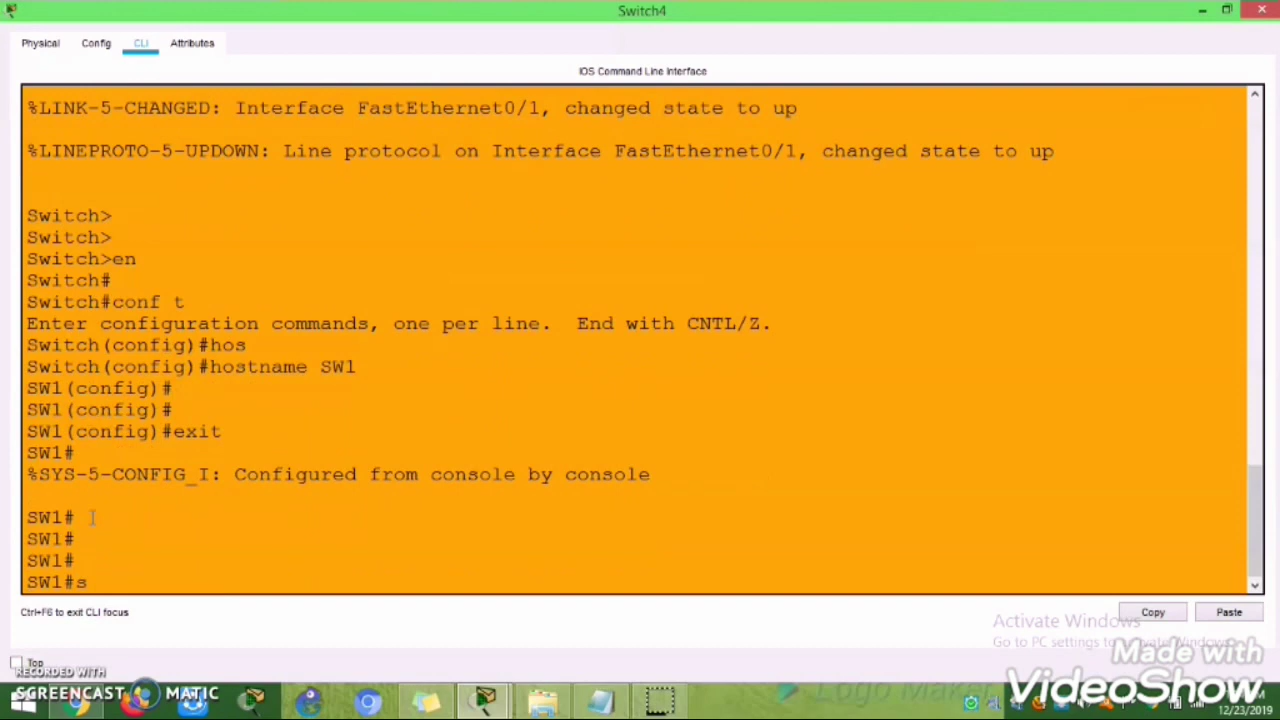 Switch4
Physical Config CLI Attributes
IOS Command Line Interface
%LINK-5-CHANGED: Interface FastEthernet0/1, changed state to up
%LINEPROTO-5-UPDOWN: Line protocol on Interface FastEthernet0/1, changed state to up
Switch>
Switch>
Switch>en
Switch#
Switch#conf t
Enter configuration commands, one per line.  End with CNTL/Z.
Switch(config)#hos
Switch(config)#hostname SW1
SW1(config)#
SW1(config)#
SW1(config)#exit
SW1#
%SYS-5-CONFIG_I: Configured from console by console
SW1#
SW1#
SW1#
SW1#s
Ctrl+F6 to exit CLI focus
Copy Paste
Activate Windows
Go to PC settings to activate Windows.
Top
Made with
VideoShow
RECORDED WITH
SCREENCAST MATIC
12/23/2019